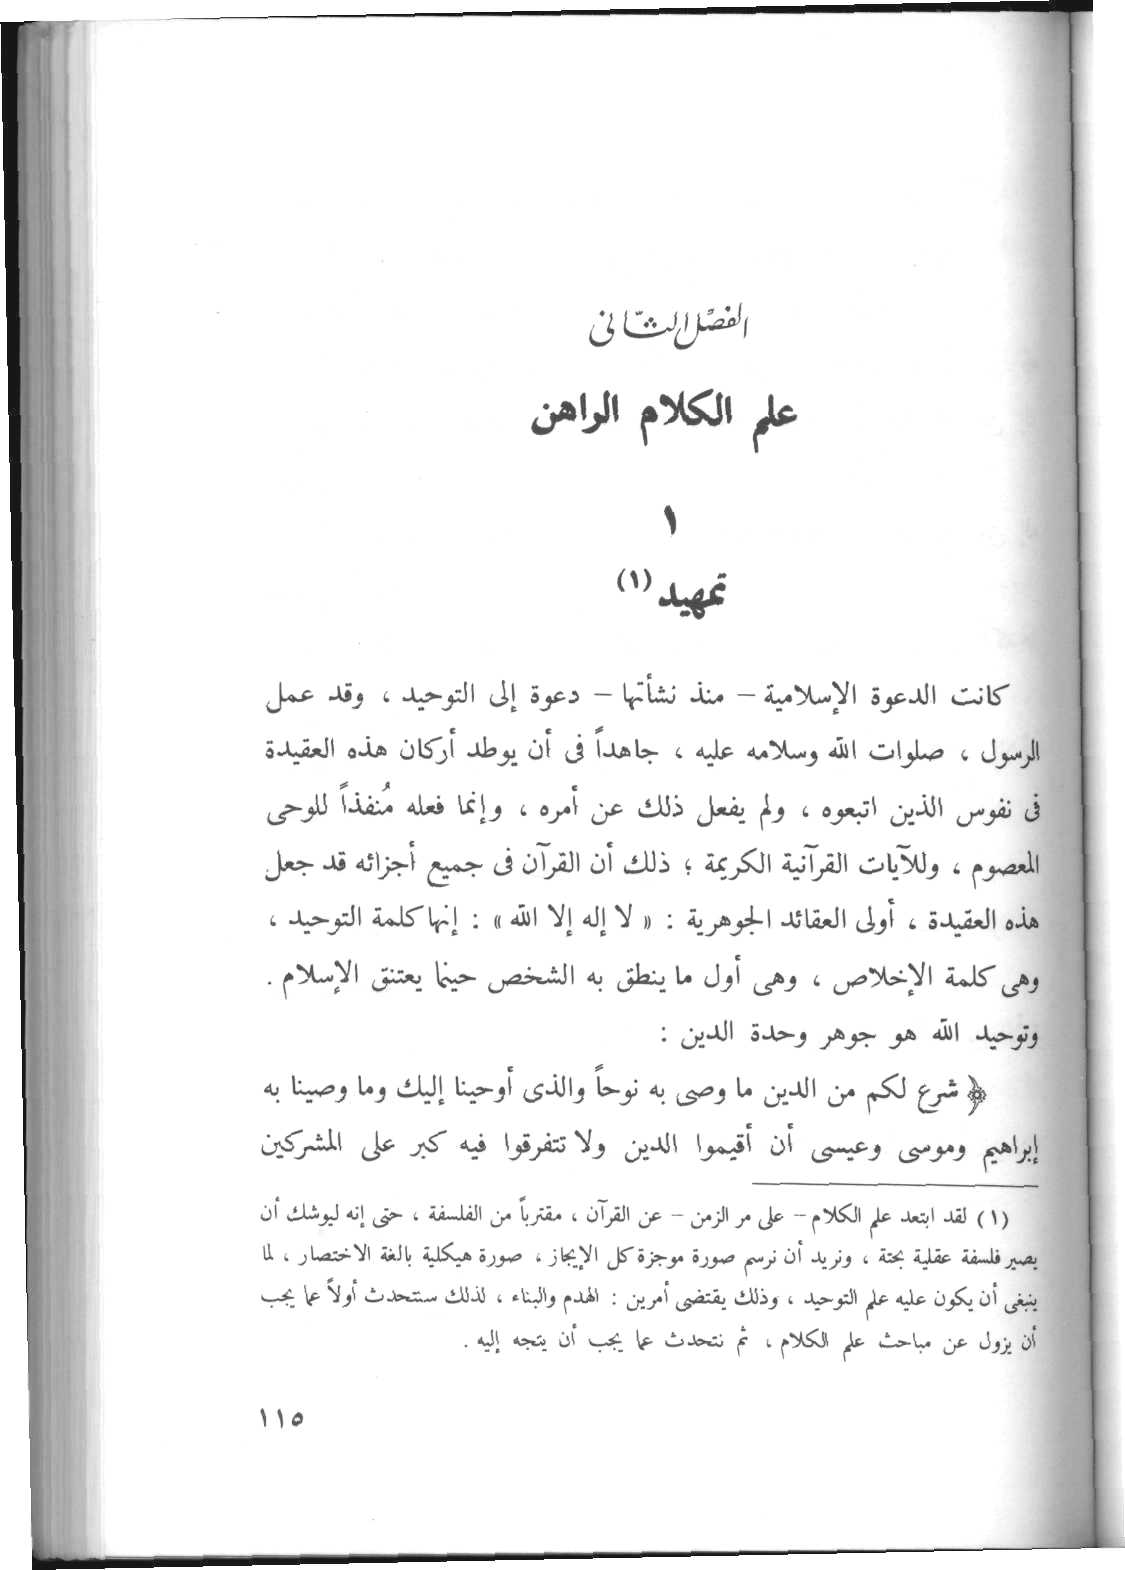 الفصل الثانى
علم الكلام الراهن
١
تمهيد (١)
كانت الدعوة الإسلامية – منذ نشأتها – دعوة إلى التوحيد ، وقد عمل
الرسول ، صلوات الله وسلامه عليه ، جاهداً فى أن يوطد أركان هذه العقيدة
فى نفوس الذين اتبعوه ، ولم يفعل ذلك عن أمره ، وإنما فعله مُنفذاً للوحى
المعصوم ، وللآيات القرآنية الكريمة ؛ ذلك أن القرآن فى جميع أجزائه قد جعل
هذه العقيدة ، أولى العقائد الجوهرية : « لا إله إلا الله » : إنها كلمة التوحيد ،
وهى كلمة الإخلاص ، وهى أول ما ينطق به الشخص حينما يعتنق الإسلام .
وتوحيد الله هو جوهر وحدة الدين :
﴿ شرع لكم من الدين ما وصى به نوحاً والذى أوحينا إليك وما وصينا به
إبراهيم وموسى وعيسى أن أقيموا الدين ولا تتفرقوا فيه كبر على المشركين
(١) لقد ابتعد علم الكلام – على مر الزمن – عن القرآن ، مقترباً من الفلسفة ، حتى إنه ليوشك أن
يصير فلسفة عقلية بحتة ، ونريد أن نرسم صورة موجزة كل الإيجاز ، صورة هيكلية بالغة الاختصار ، لما
ينبغى أن يكون عليه علم التوحيد ، وذلك يقتضى أمرين : الهدم والبناء ، لذلك سنتحدث أولاً عما يجب
أن يزول عن مباحث علم الكلام ، ثم نتحدث عما يجب أن يتجه إليه .
١١٥